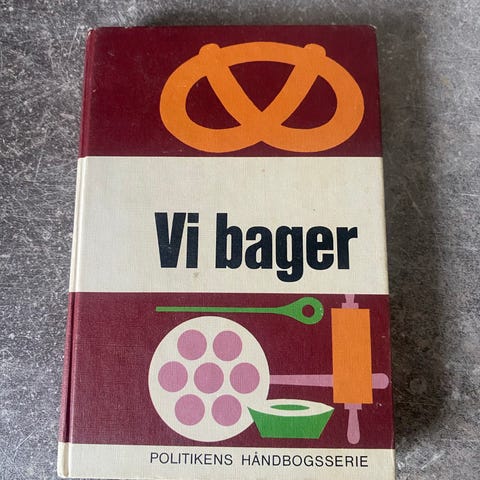 Vi bager
POLITIKENS HÅNDBOGSSERIE